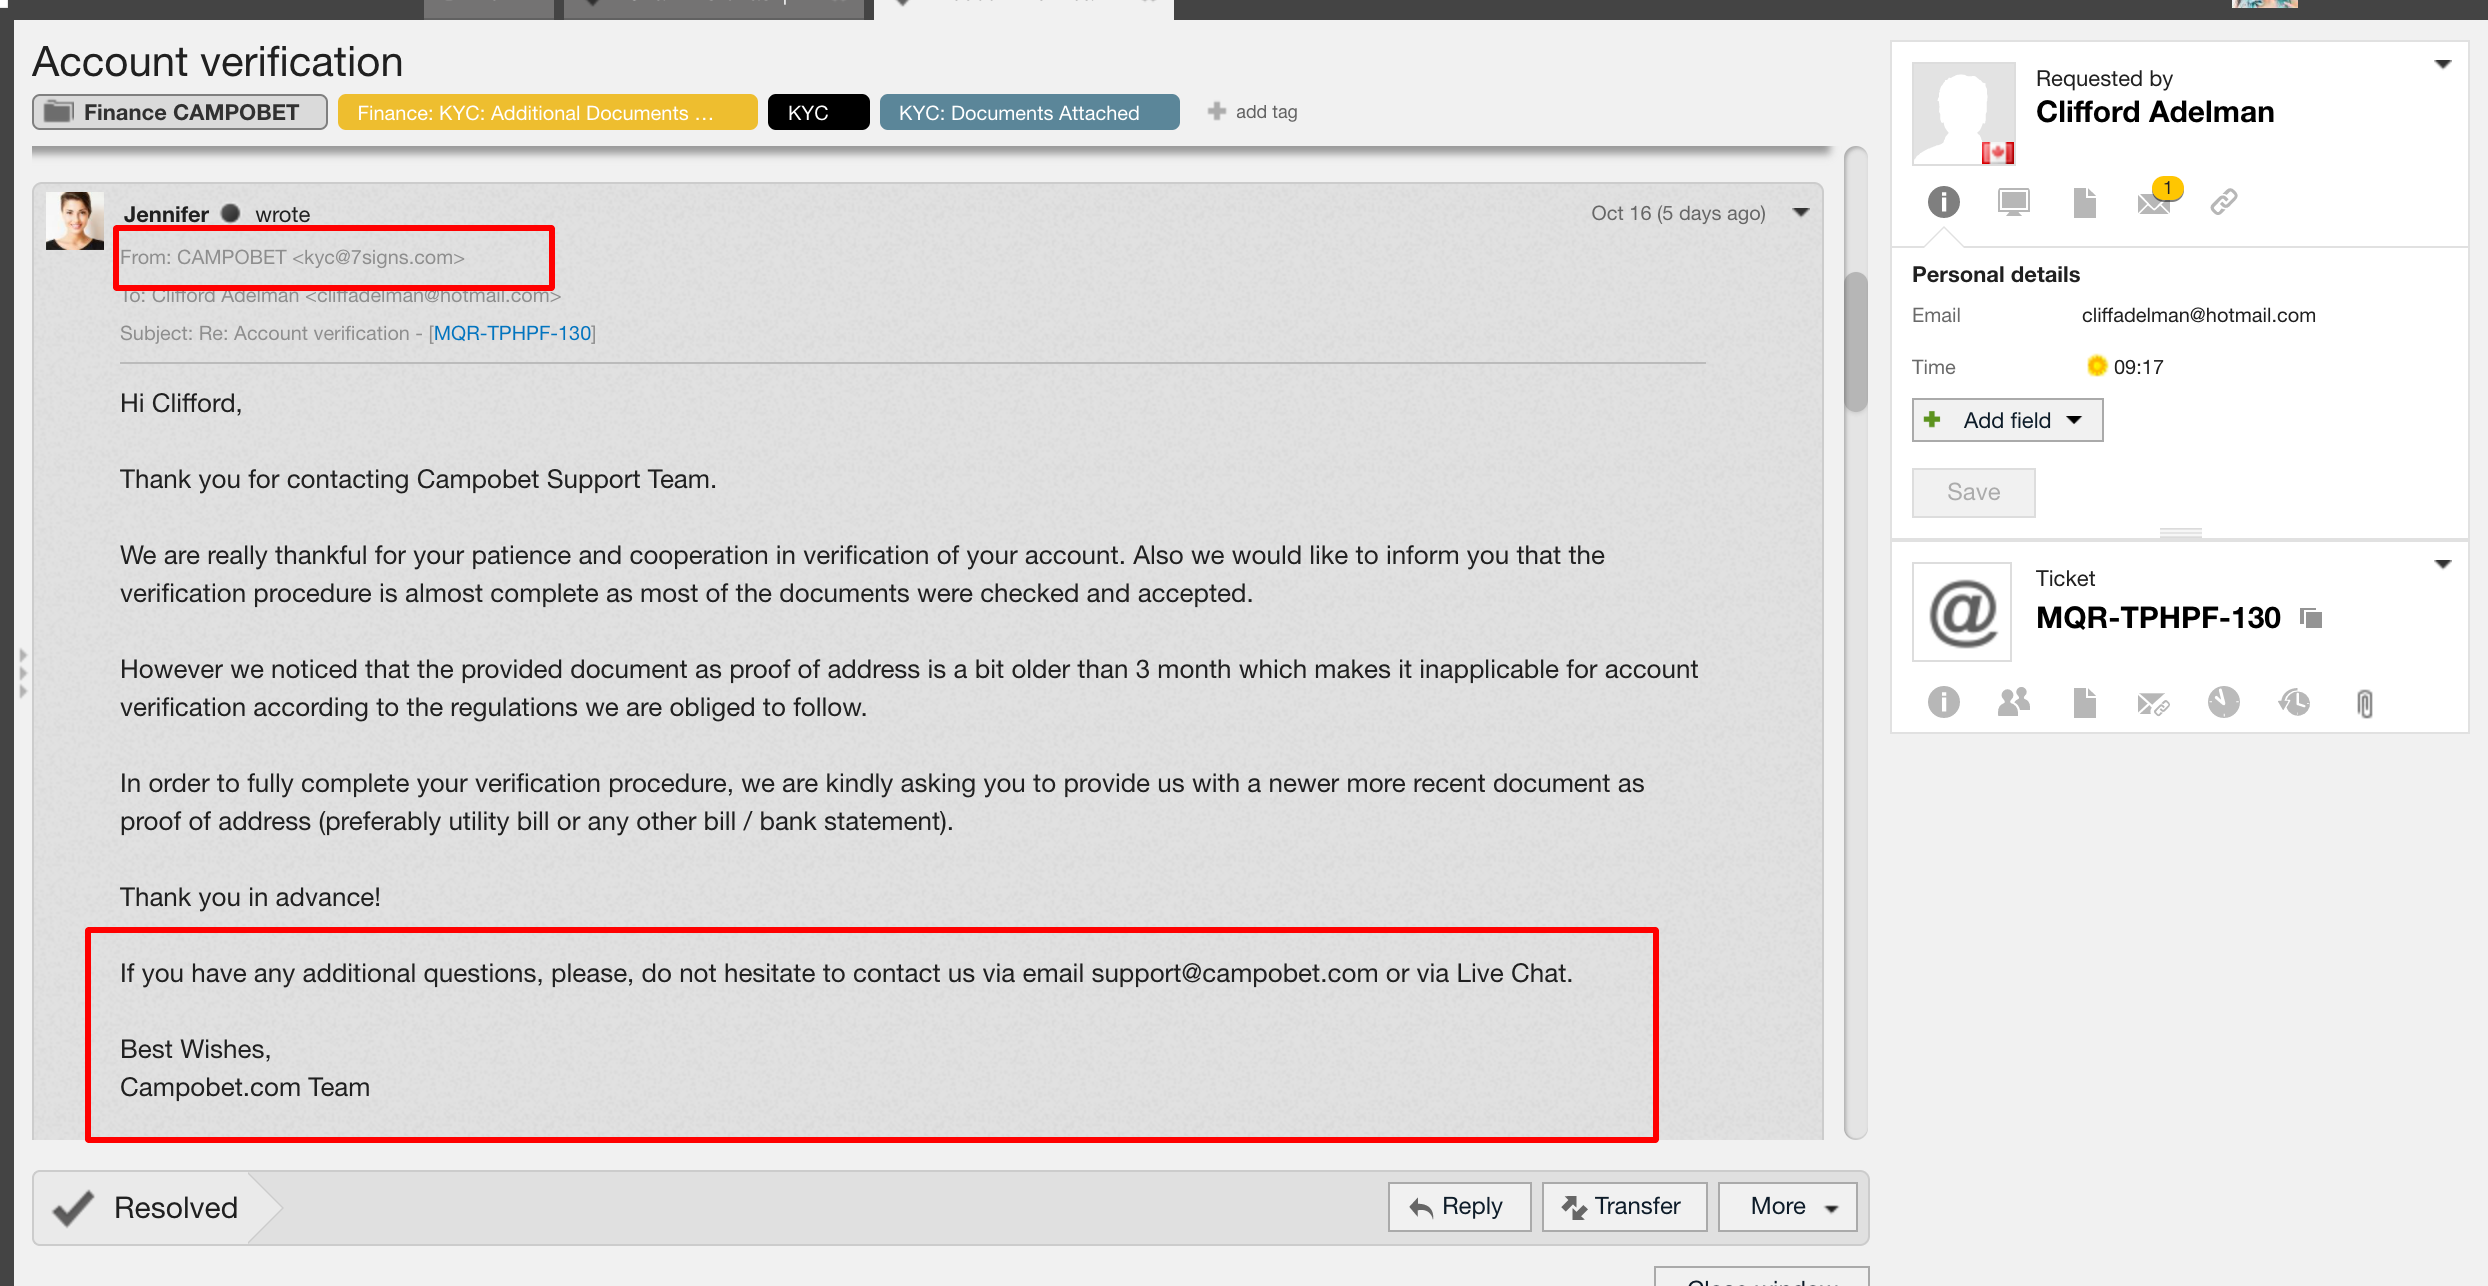 Account verification
Finance CAMPOBET
Finance: KYC: Additional Documents ...
KYC
KYC: Documents Attached
add tag
Jennifer wrote
Oct 16 (5 days ago)
From: CAMPOBET <kyc@7signs.com>
To: Clifford Adelman <cliffadelman@hotmail.com>
Subject: Re: Account verification - [MQR-TPHPF-130]
Hi Clifford,
Thank you for contacting Campobet Support Team.
We are really thankful for your patience and cooperation in verification of your account. Also we would like to inform you that the
verification procedure is almost complete as most of the documents were checked and accepted.
However we noticed that the provided document as proof of address is a bit older than 3 month which makes it inapplicable for account
verification according to the regulations we are obliged to follow.
In order to fully complete your verification procedure, we are kindly asking you to provide us with a newer more recent document as
proof of address (preferably utility bill or any other bill / bank statement).
Thank you in advance!
If you have any additional questions, please, do not hesitate to contact us via email support@campobet.com or via Live Chat.
Best Wishes,
Campobet.com Team
Resolved
Reply
Transfer
More
Close window
Requested by
Clifford Adelman
1
Personal details
Email cliffadelman@hotmail.com
Time 09:17
Add field
Save
@
Ticket
MQR-TPHPF-130